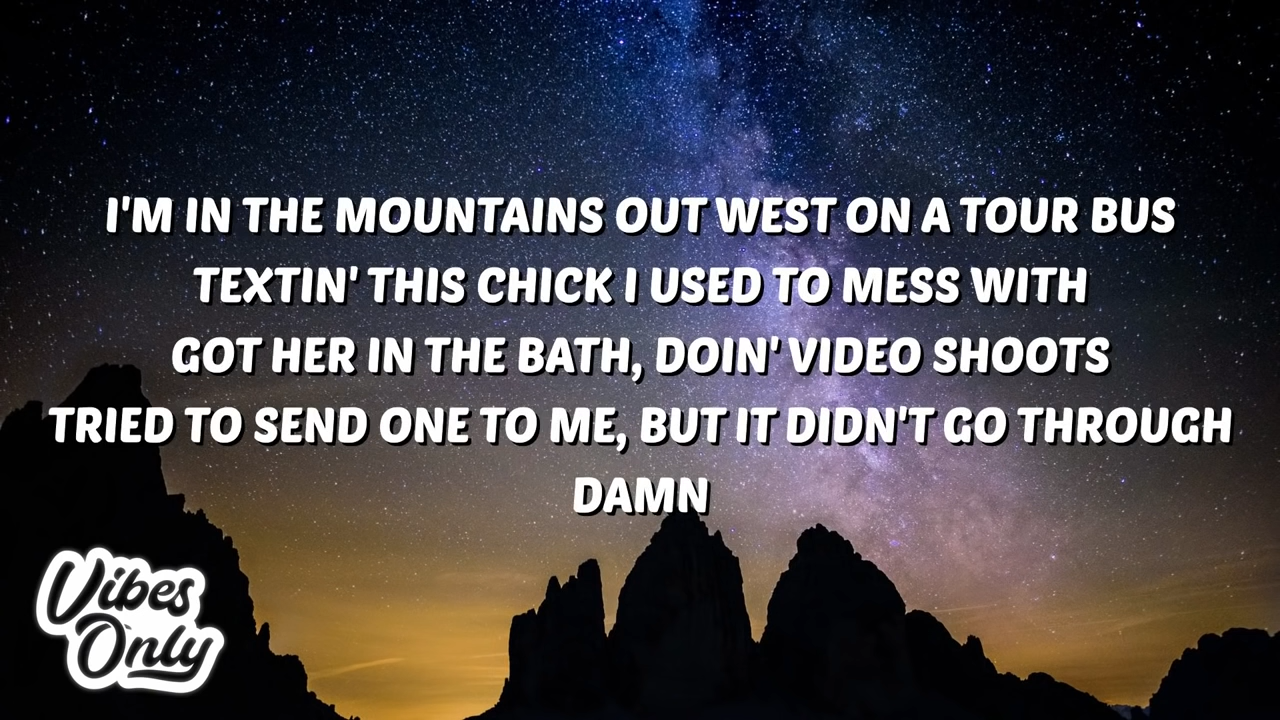 I'M IN THE MOUNTAINS OUT WEST ON A TOUR BUS
TEXTIN' THIS CHICK I USED TO MESS WITH
GOT HER IN THE BATH, DOIN' VIDEO SHOOTS
TRIED TO SEND ONE TO ME, BUT IT DIDN'T GO THROUGH
DAMN
Vibes
Only